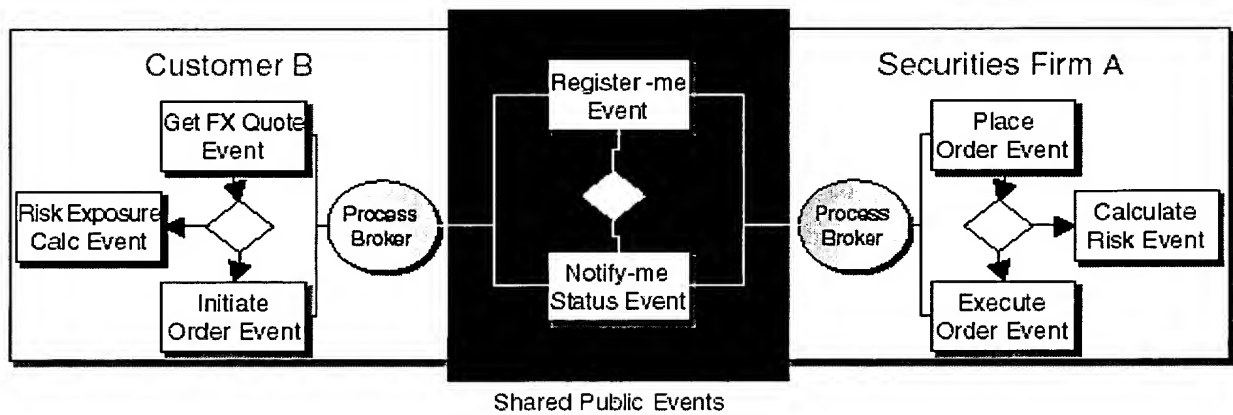 Customer B
Get FX Quote
Event
Risk Exposure
Calc Event
Initiate
Order Event
Process
Broker
Register-me
Event
Notify-me
Status Event
Shared Public Events
Securities Firm A
Place
Order Event
Process
Broker
Calculate
Risk Event
Execute
Order Event